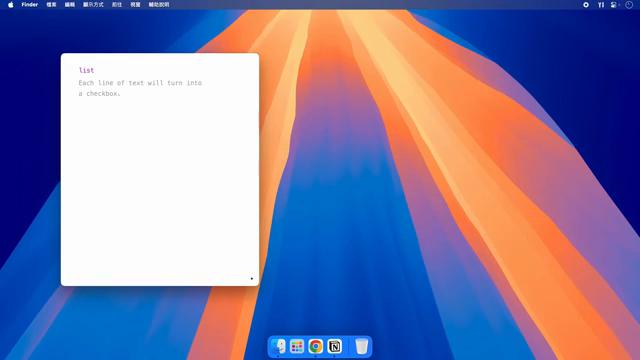 Finder 檔案 編輯 顯示方式 前往 視窗 輔助說明
list
Each line of text will turn into
a checkbox.